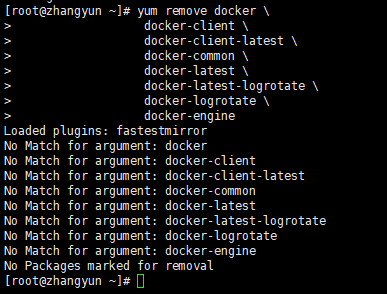 [root@zhangyun ~]# yum remove docker \
> docker-client \
> docker-client-latest \
> docker-common \
> docker-latest \
> docker-latest-logrotate \
> docker-logrotate \
> docker-engine
Loaded plugins: fastestmirror
No Match for argument: docker
No Match for argument: docker-client
No Match for argument: docker-client-latest
No Match for argument: docker-common
No Match for argument: docker-latest
No Match for argument: docker-latest-logrotate
No Match for argument: docker-logrotate
No Match for argument: docker-engine
No Packages marked for removal
[root@zhangyun ~]#